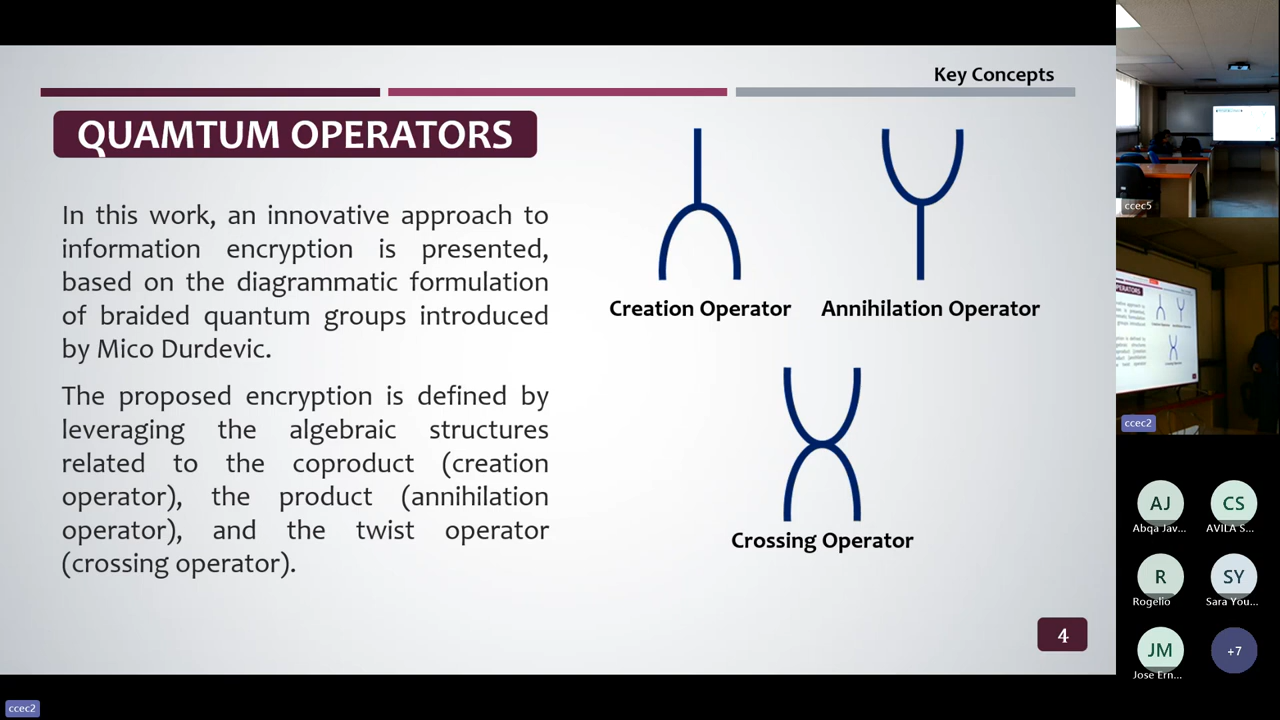 Key Concepts
QUAMTUM OPERATORS
In this work, an innovative approach to
information encryption is presented,
based on the diagrammatic formulation
of braided quantum groups introduced
by Mico Durdevic.
The proposed encryption is defined by
leveraging the algebraic structures
related to the coproduct (creation
operator), the product (annihilation
operator), and the twist operator
(crossing operator).
Creation Operator
Annihilation Operator
Crossing Operator
4
ccec5
ccec2
AJ
Abqa Jav...
CS
AVILA S...
R
Rogelio
SY
Sara You...
JM
Jose Ern...
+7
ccec2